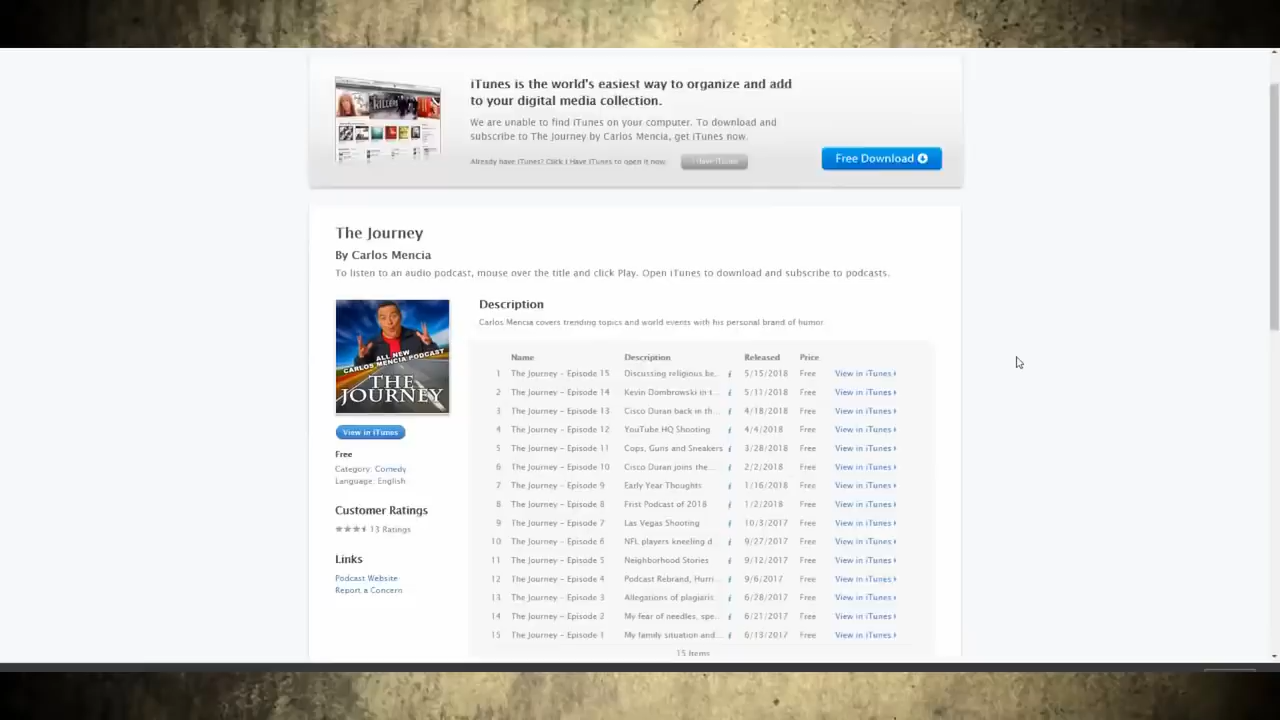 iTunes is the world's easiest way to organize and add
to your digital media collection.
We are unable to find iTunes on your computer. To download and
subscribe to The Journey by Carlos Mencia, get iTunes now.
Already have iTunes? Click I Have iTunes to open it now.
I Have iTunes
Free Download
The Journey
By Carlos Mencia
To listen to an audio podcast, mouse over the title and click Play. Open iTunes to download and subscribe to podcasts.
ALL NEW
CARLOS MENCIA PODCAST
THE
JOURNEY
View in iTunes
Free
Category: Comedy
Language: English
Customer Ratings
13 Ratings
Links
Podcast Website
Report a Concern
Description
Carlos Mencia covers trending topics and world events with his personal brand of humor
Name Description Released Price
1 The Journey - Episode 15 Discussing religious be... 5/15/2018 Free View in iTunes
2 The Journey - Episode 14 Kevin Dombrowski in t... 5/11/2018 Free View in iTunes
3 The Journey - Episode 13 Cisco Duran back in th... 4/18/2018 Free View in iTunes
4 The Journey - Episode 12 YouTube HQ Shooting 4/4/2018 Free View in iTunes
5 The Journey - Episode 11 Cops, Guns and Sneakers 3/28/2018 Free View in iTunes
6 The Journey - Episode 10 Cisco Duran joins the... 2/2/2018 Free View in iTunes
7 The Journey - Episode 9 Early Year Thoughts 1/16/2018 Free View in iTunes
8 The Journey - Episode 8 Frist Podcast of 2018 1/2/2018 Free View in iTunes
9 The Journey - Episode 7 Las Vegas Shooting 10/3/2017 Free View in iTunes
10 The Journey - Episode 6 NFL players kneeling d... 9/27/2017 Free View in iTunes
11 The Journey - Episode 5 Neighborhood Stories 9/12/2017 Free View in iTunes
12 The Journey - Episode 4 Podcast Rebrand, Hurri... 9/6/2017 Free View in iTunes
13 The Journey - Episode 3 Allegations of plagiaris... 6/28/2017 Free View in iTunes
14 The Journey - Episode 2 My fear of needles, spe... 6/21/2017 Free View in iTunes
15 The Journey - Episode 1 My family situation and... 6/13/2017 Free View in iTunes
15 Items